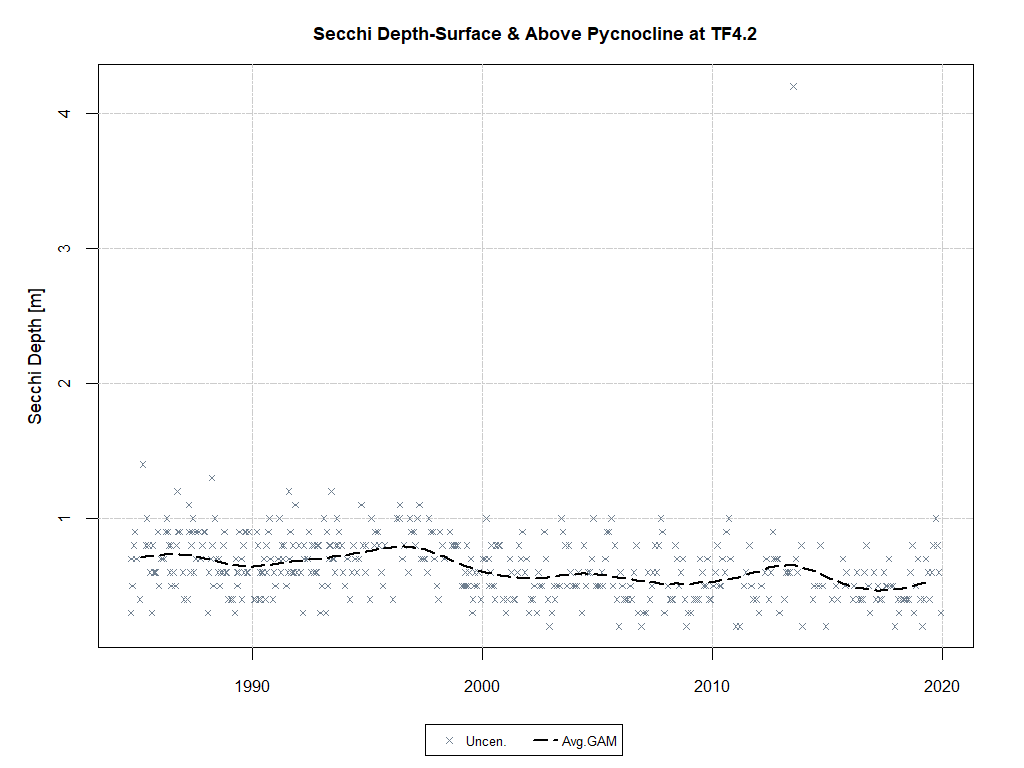 Secchi Depth-Surface & Above Pycnocline at TF4.2
Secchi Depth [m]
4
3
2
1
1990 2000 2010 2020
Uncen. Avg.GAM